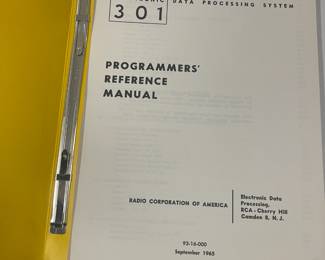 DATA PROCESSING SYSTEM
301
PROGRAMMERS'
REFERENCE
MANUAL
RADIO CORPORATION OF AMERICA
Electronic Data
Processing,
RCA - Cherry Hill
Camden 8, N. J.
93-16-000
September 1965